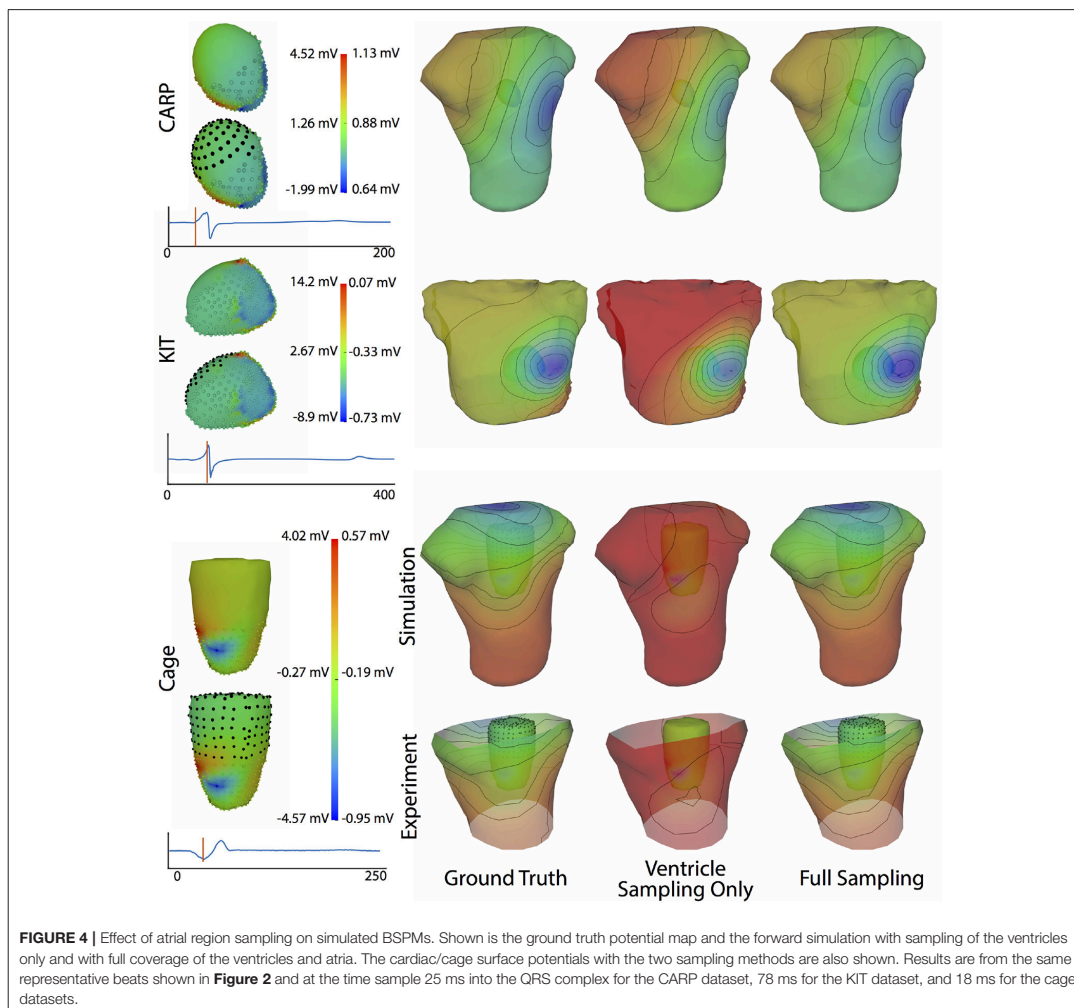 CARP
4.52 mV 1.13 mV
1.26 mV 0.88 mV
-1.99 mV 0.64 mV
0 200
KIT
14.2 mV 0.07 mV
2.67 mV -0.33 mV
-8.9 mV -0.73 mV
0 400
Cage
4.02 mV 0.57 mV
-0.27 mV -0.19 mV
-4.57 mV -0.95 mV
0 250
Simulation
Experiment
Ground Truth
Ventricle
Sampling Only
Full Sampling
FIGURE 4 | Effect of atrial region sampling on simulated BSPMs. Shown is the ground truth potential map and the forward simulation with sampling of the ventricles
only and with full coverage of the ventricles and atria. The cardiac/cage surface potentials with the two sampling methods are also shown. Results are from the same
representative beats shown in Figure 2 and at the time sample 25 ms into the QRS complex for the CARP dataset, 78 ms for the KIT dataset, and 18 ms for the cage
datasets.